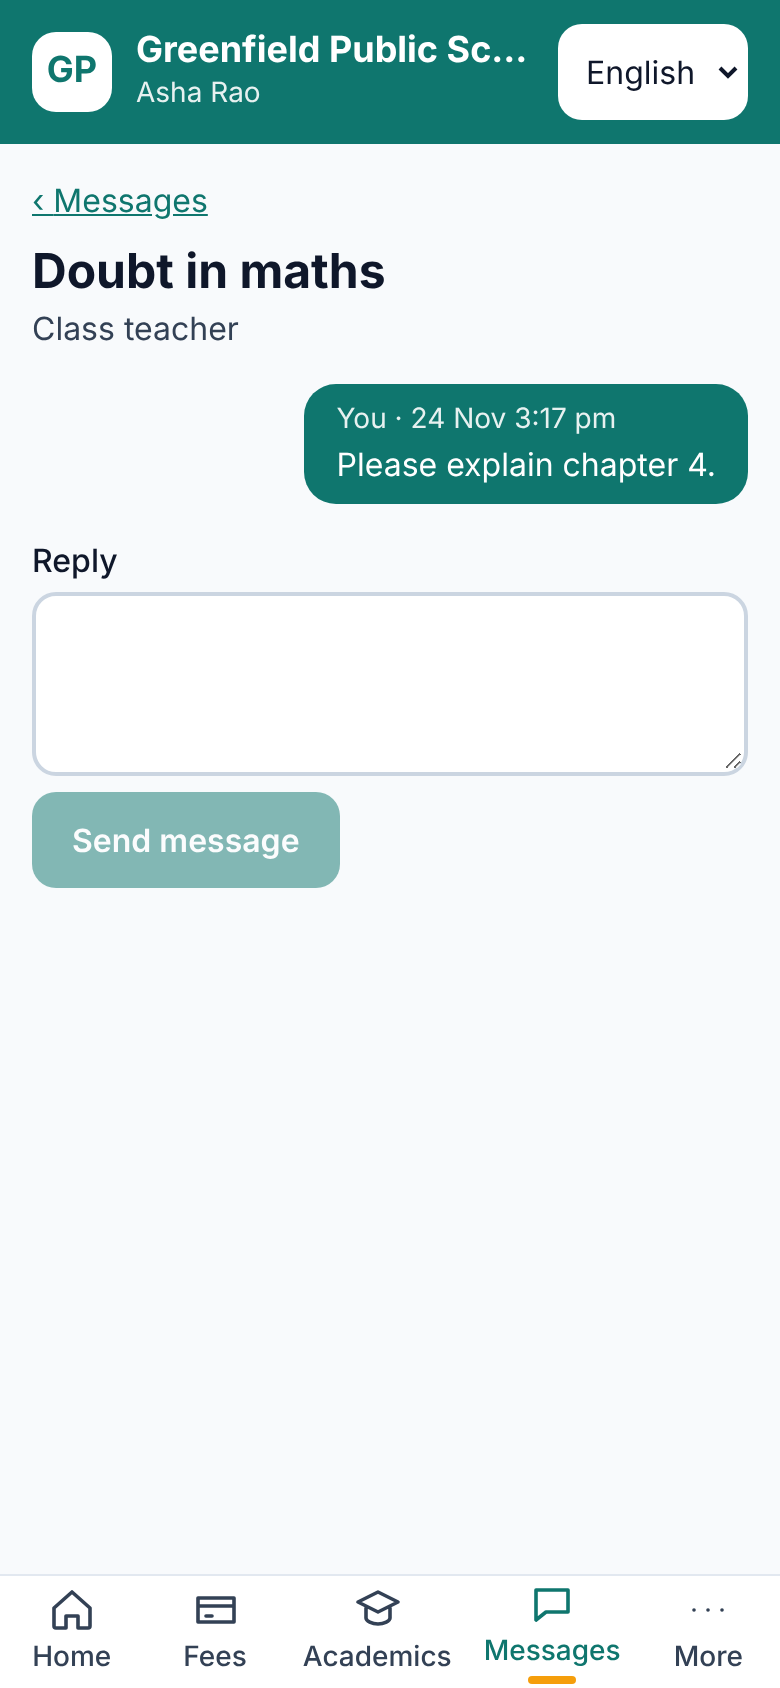 GP
Greenfield Public Sc...
Asha Rao
English
‹ Messages
Doubt in maths
Class teacher
You · 24 Nov 3:17 pm
Please explain chapter 4.
Reply
Send message
Home
Fees
Academics
Messages
More